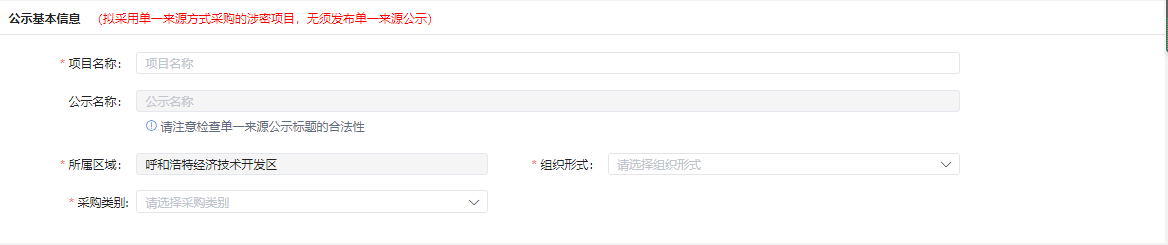 公示基本信息 (拟采用单一来源方式采购的涉密项目，无须发布单一来源公示)
* 项目名称： 项目名称
公示名称： 公示名称
请注意检查单一来源公示标题的合法性
* 所属区域： 呼和浩特经济技术开发区 * 组织形式： 请选择组织形式
* 采购类别: 请选择采购类别